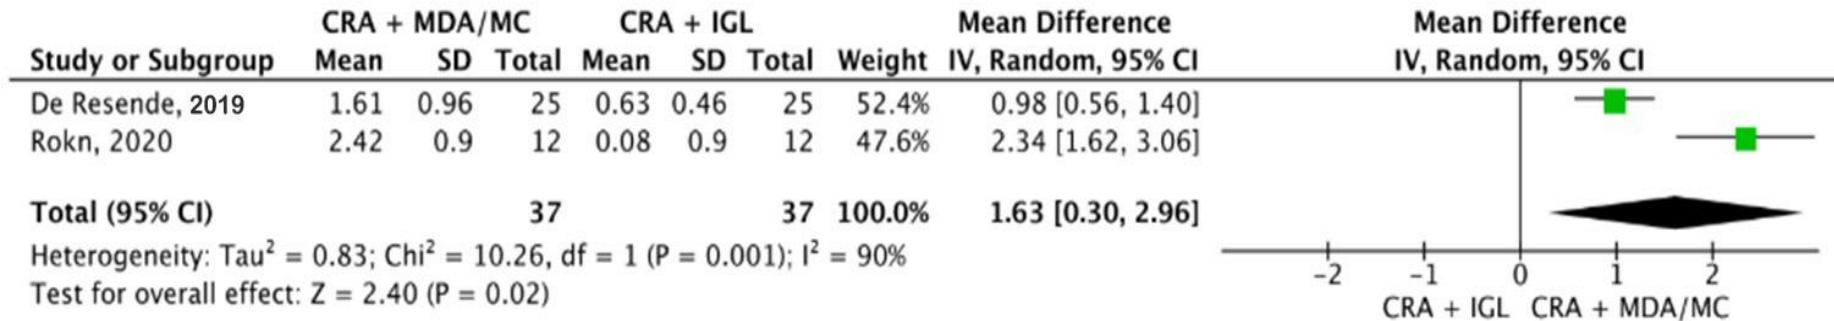 CRA + MDA/MC CRA + IGL Mean Difference Mean Difference
Study or Subgroup Mean SD Total Mean SD Total Weight IV, Random, 95% CI IV, Random, 95% CI
De Resende, 2019 1.61 0.96 25 0.63 0.46 25 52.4% 0.98 [0.56, 1.40]
Rokn, 2020 2.42 0.9 12 0.08 0.9 12 47.6% 2.34 [1.62, 3.06]
Total (95% CI) 37 37 100.0% 1.63 [0.30, 2.96]
Heterogeneity: Tau² = 0.83; Chi² = 10.26, df = 1 (P = 0.001); I² = 90%
Test for overall effect: Z = 2.40 (P = 0.02)
-2 -1 0 1 2
CRA + IGL CRA + MDA/MC